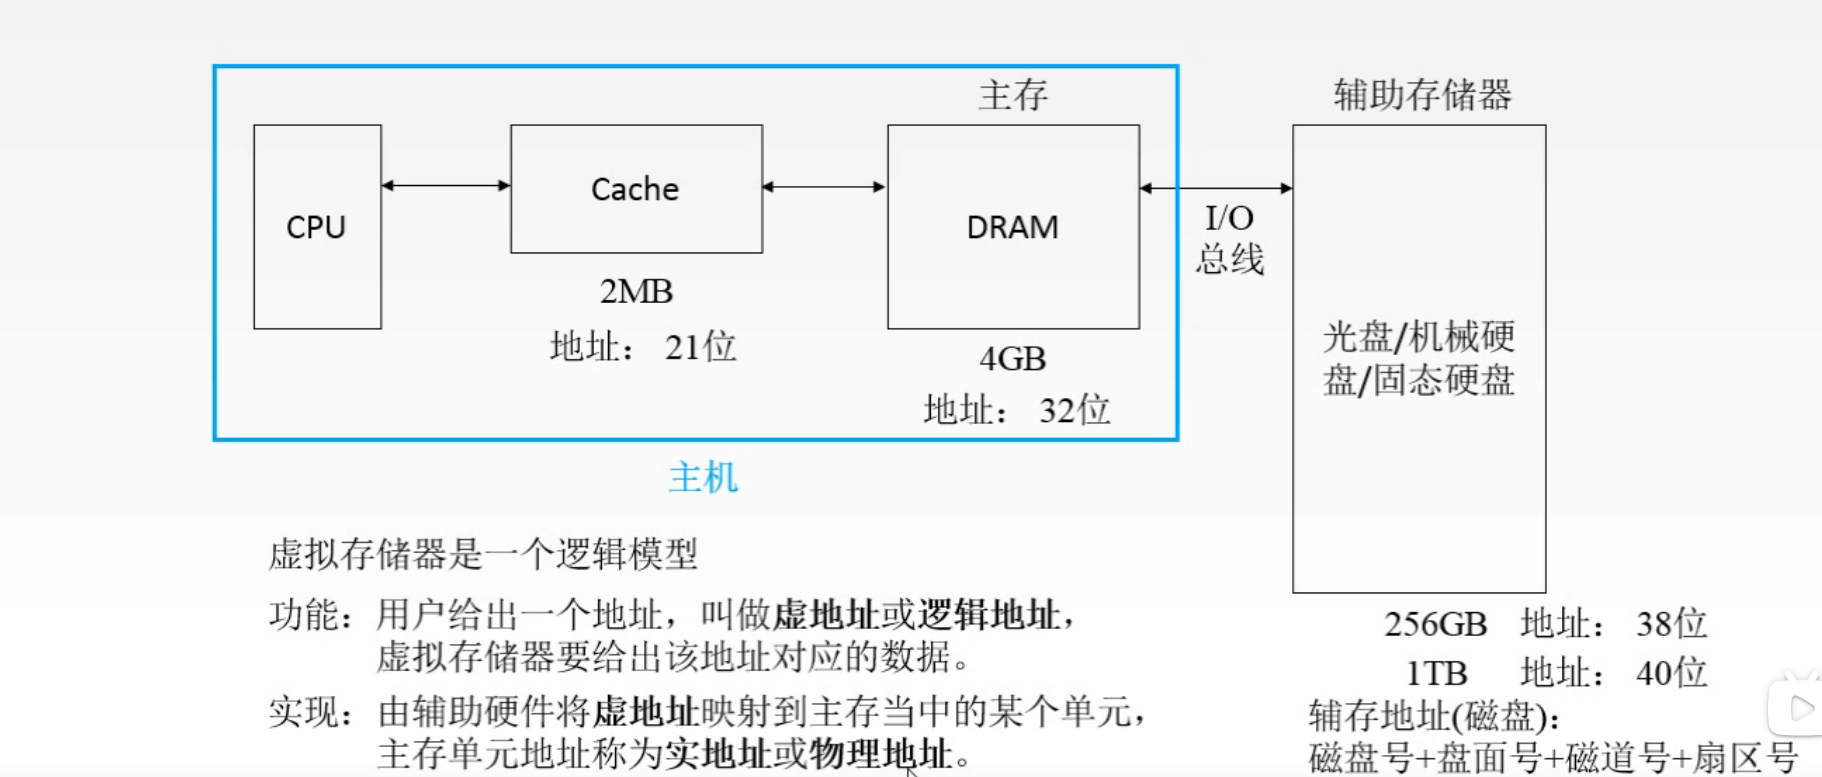 主存
辅助存储器
CPU
Cache
DRAM
I/O
总线
2MB
地址： 21位
4GB
地址： 32位
光盘/机械硬
盘/固态硬盘
主机
虚拟存储器是一个逻辑模型
功能：用户给出一个地址，叫做虚地址或逻辑地址，
虚拟存储器要给出该地址对应的数据。
实现：由辅助硬件将虚地址映射到主存当中的某个单元，
主存单元地址称为实地址或物理地址。
256GB 地址： 38位
1TB 地址： 40位
辅存地址(磁盘)：
磁盘号+盘面号+磁道号+扇区号